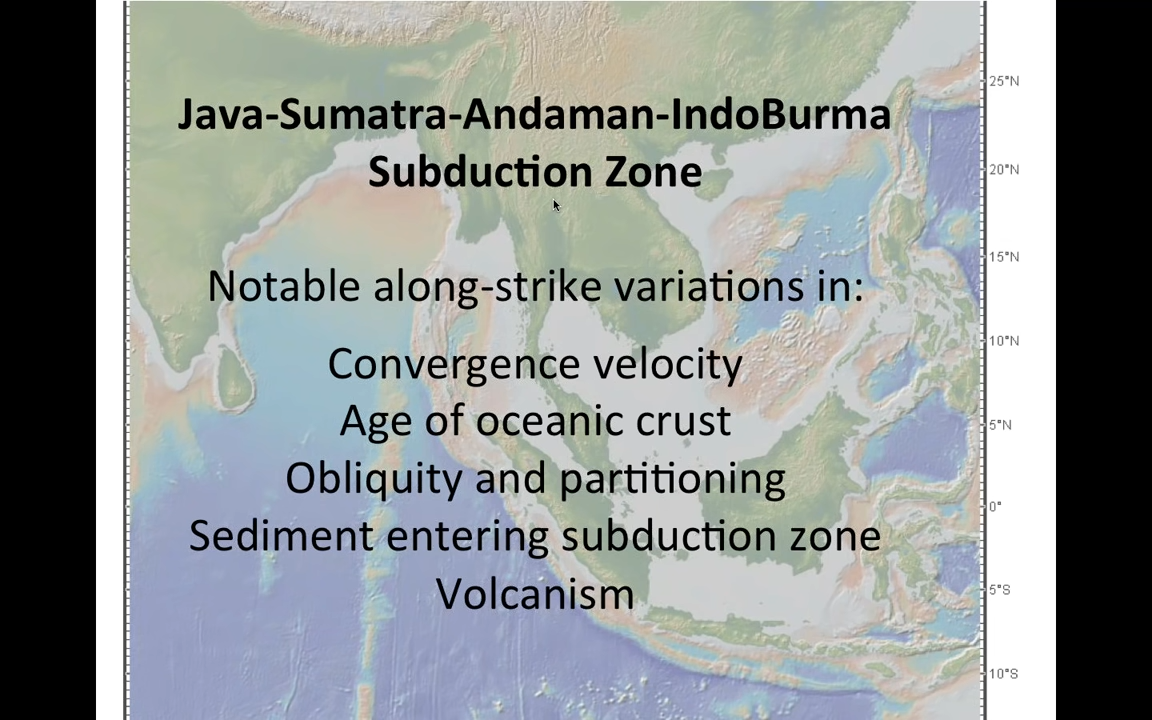 Java-Sumatra-Andaman-IndoBurma
Subduction Zone
Notable along-strike variations in:
Convergence velocity
Age of oceanic crust
Obliquity and partitioning
Sediment entering subduction zone
Volcanism
25°N
20°N
15°N
10°N
5°N
0°
5°S
10°S